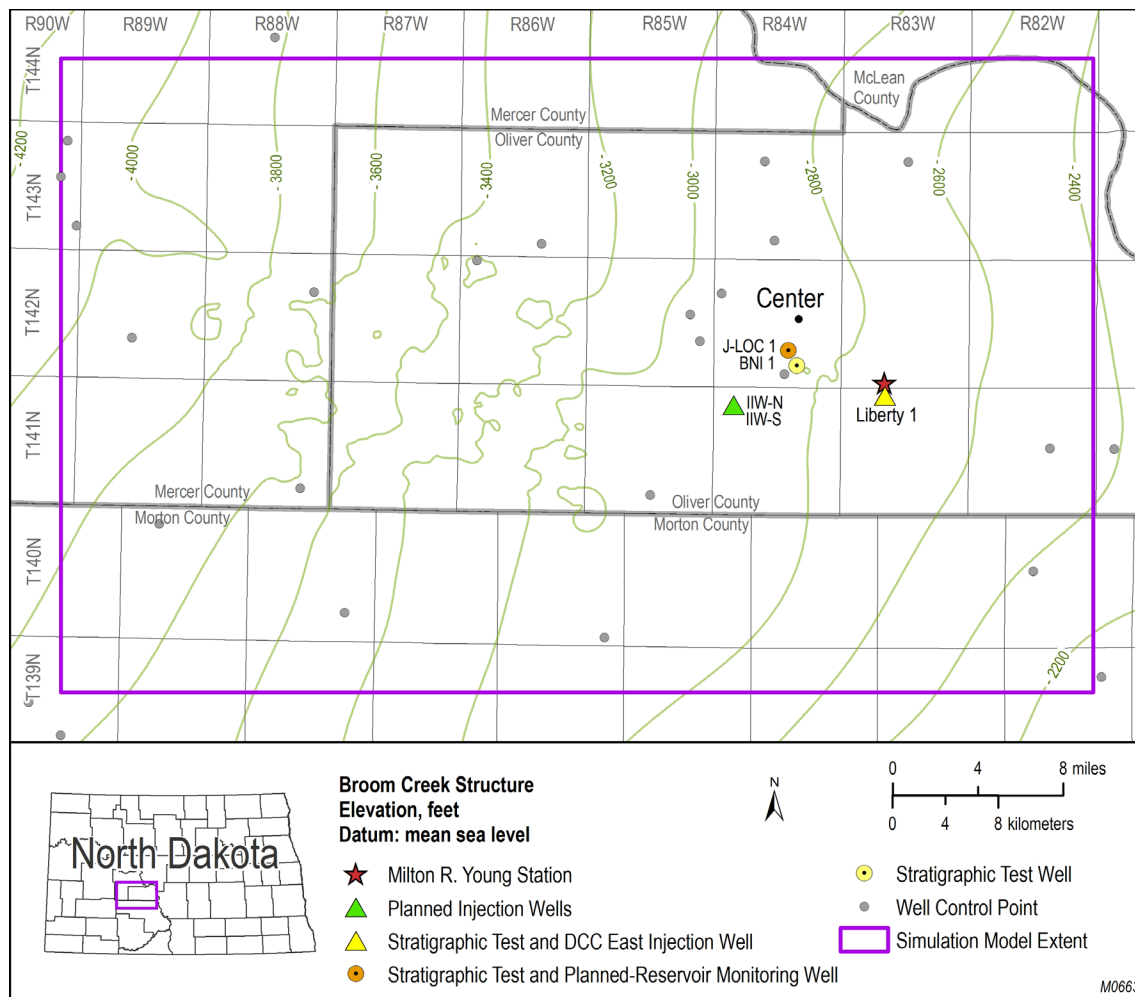 R90W R89W R88W R87W R86W R85W R84W R83W R82W
T144N
McLean
County
Mercer County
Oliver County
- 4200
- 4000
- 3800
- 3600
- 3400
- 3200
- 3000
- 2800
- 2600
- 2400
T143N
T142N
Center
J-LOC 1
BNI 1
IIW-N
IIW-S
Liberty 1
T141N
Mercer County
Morton County
Oliver County
Morton County
T140N
T139N
- 2200
North Dakota
Broom Creek Structure
Elevation, feet
Datum: mean sea level
N
0 4 8 miles
0 4 8 kilometers
Milton R. Young Station
Planned Injection Wells
Stratigraphic Test and DCC East Injection Well
Stratigraphic Test and Planned-Reservoir Monitoring Well
Stratigraphic Test Well
Well Control Point
Simulation Model Extent